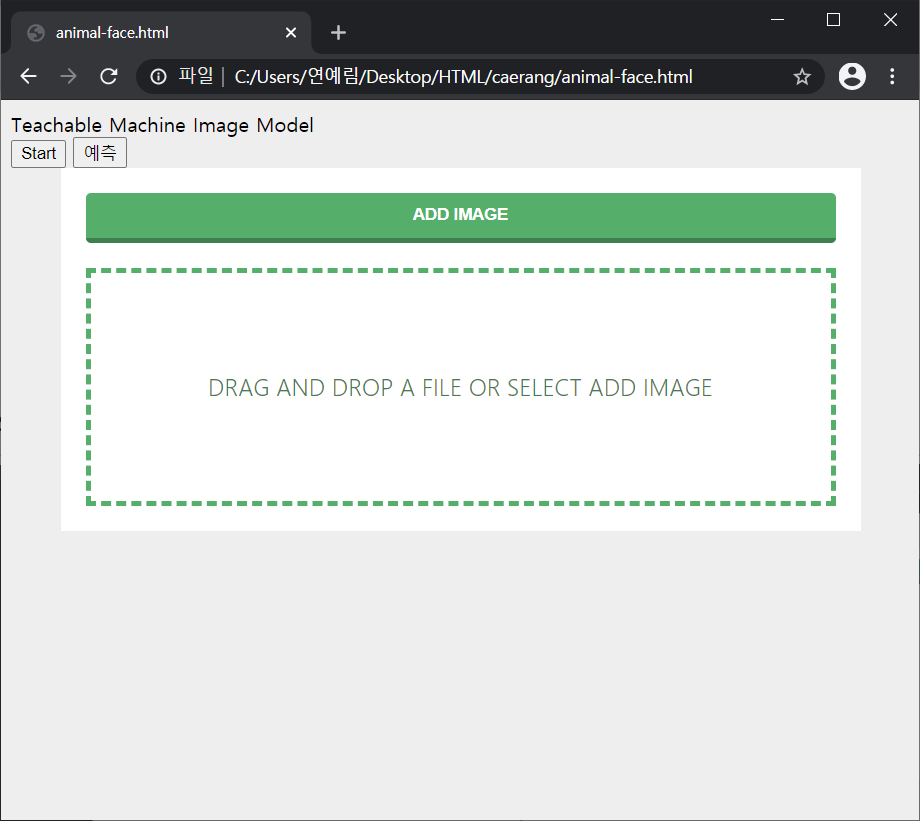 animal-face.html
파일 | C:/Users/연예림/Desktop/HTML/caerang/animal-face.html
Teachable Machine Image Model
Start 예측
ADD IMAGE
DRAG AND DROP A FILE OR SELECT ADD IMAGE